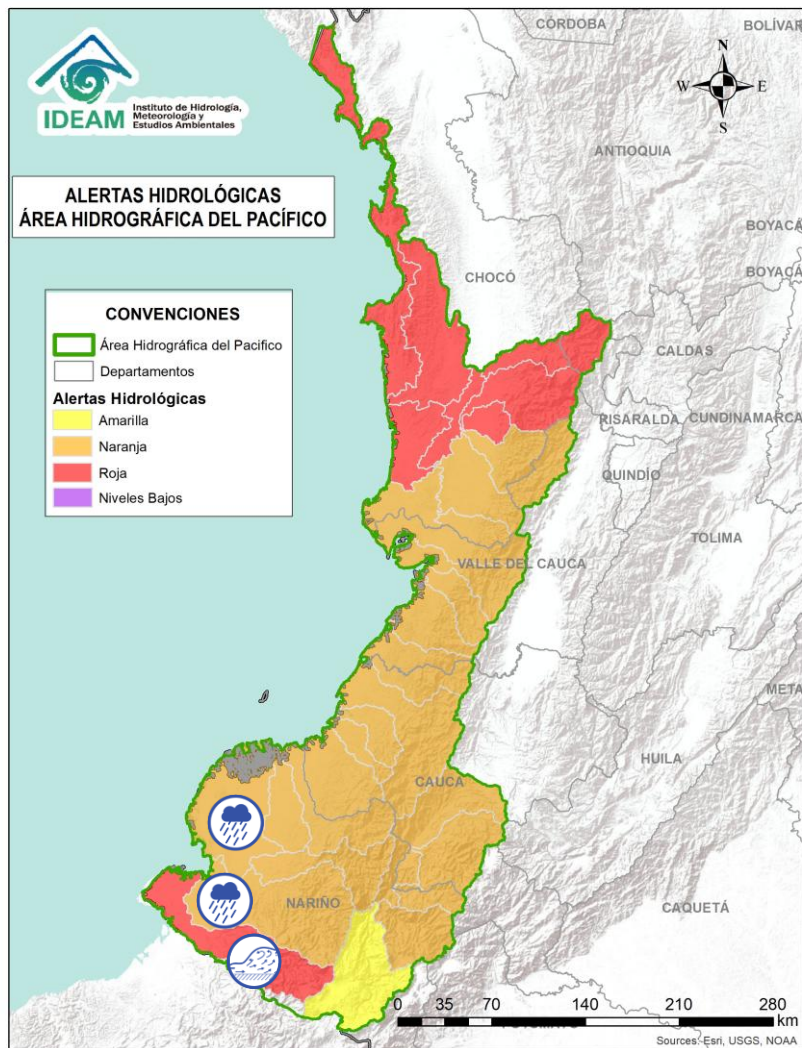 CÓRDOBA
BOLÍVAR
N
W
E
S
IDEAM
Instituto de Hidrología,
Meteorología y
Estudios Ambientales
ANTIOQUIA
ALERTAS HIDROLÓGICAS
ÁREA HIDROGRÁFICA DEL PACÍFICO
BOYACÁ
BOYACÁ
CHOCÓ
CONVENCIONES
Área Hidrográfica del Pacifico
Departamentos
Alertas Hidrológicas
Amarilla
Naranja
Roja
Niveles Bajos
CALDAS
RISARALDA
CUNDINAMARCA
QUINDÍO
TOLIMA
VALLE DEL CAUCA
META
HUILA
CAUCA
NARIÑO
CAQUETÁ
0 35 70 140 210 280
km
Sources: Esri, USGS, NOAA